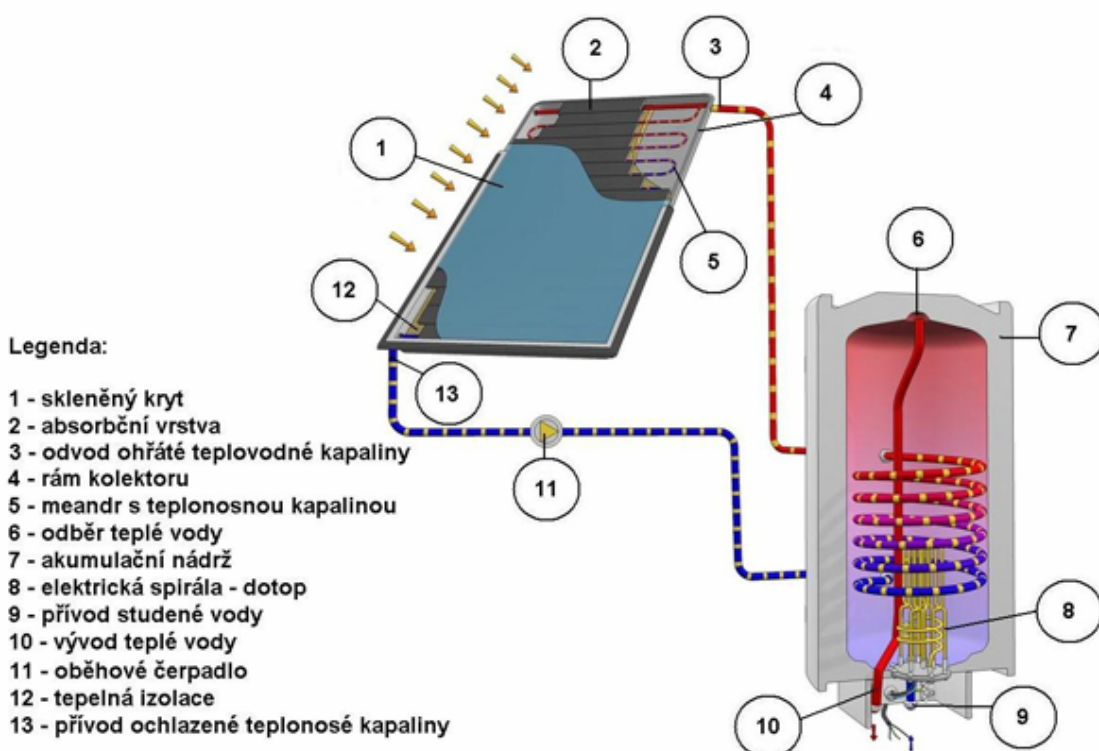 2
3
4
1
5
6
12
7
13
11
8
10
9
Legenda:
1 - skleněný kryt
2 - absorbční vrstva
3 - odvod ohřáté teplovodné kapaliny
4 - rám kolektoru
5 - meandr s teplonosnou kapalinou
6 - odběr teplé vody
7 - akumulační nádrž
8 - elektrická spirála - dotop
9 - přívod studené vody
10 - vývod teplé vody
11 - oběhové čerpadlo
12 - tepelná izolace
13 - přívod ochlazené teplonosé kapaliny